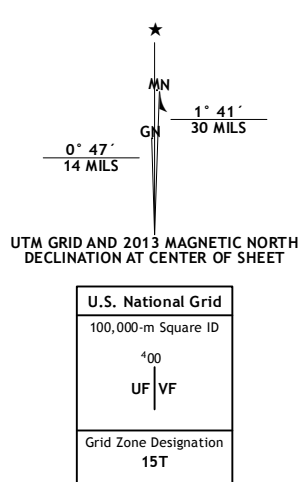 ★
MN
1° 41´
30 MILS
GN
0° 47´
14 MILS
UTM GRID AND 2013 MAGNETIC NORTH
DECLINATION AT CENTER OF SHEET
U.S. National Grid
100,000-m Square ID
⁴00
UF VF
Grid Zone Designation
15T